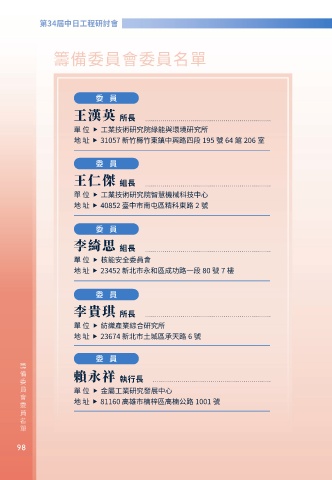 第34屆中日工程研討會
籌備委員會委員名單
委 員
王漢英 所長
單 位 ▶ 工業技術研究院綠能與環境研究所
地 址 ▶ 31057 新竹縣竹東鎮中興路四段 195 號 64 館 206 室
委 員
王仁傑 組長
單 位 ▶ 工業技術研究院智慧機械科技中心
地 址 ▶ 40852 臺中市南屯區精科東路 2 號
委 員
李綺思 組長
單 位 ▶ 核能安全委員會
地 址 ▶ 23452 新北市永和區成功路一段 80 號 7 樓
委 員
李貴琪 所長
單 位 ▶ 紡織產業綜合研究所
地 址 ▶ 23674 新北市土城區承天路 6 號
委 員
賴永祥 執行長
單 位 ▶ 金屬工業研究發展中心
地 址 ▶ 81160 高雄市楠梓區高楠公路 1001 號
籌備委員會委員名單
98